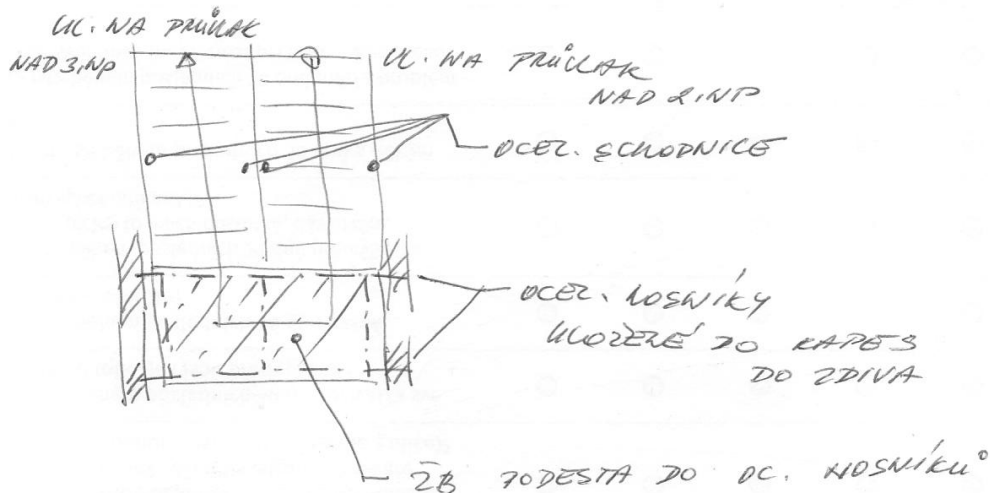 UL. NA PRŮVLAK
NAD 3.NP
UL. NA PRŮVLAK
NAD 2.NP
OCEL. SCHODNICE
OCEL. NOSNÍKY
ULOŽENÉ DO KAPES
DO ZDIVA
ŽB PODESTA DO OC. NOSNÍKŮ